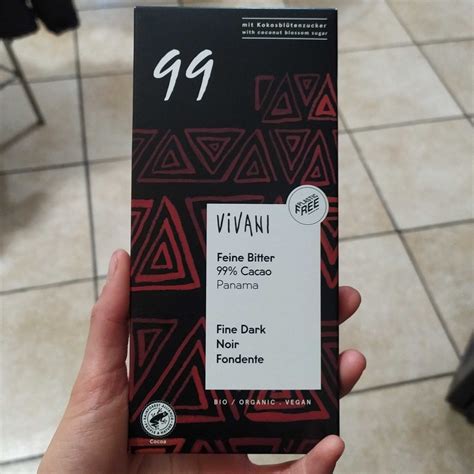 mit Kokosblütenzucker
with coconut blossom sugar
99
PLASTIC
FREE
ViVANI
Feine Bitter
99% Cacao
Panama
Fine Dark
Noir
Fondente
BIO / ORGANIC . VEGAN
Cocoa